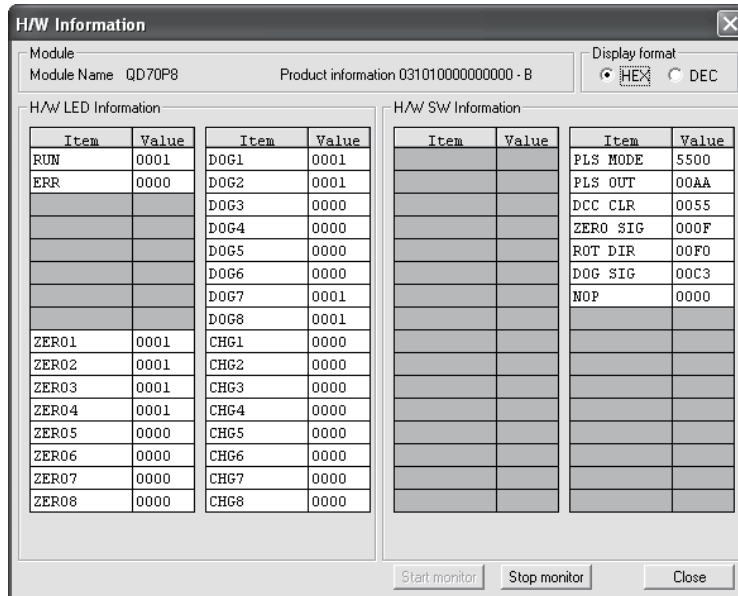 H/W Information
Module
Module Name QD70P8 Product information 031010000000000 - B
Display format
HEX DEC
H/W LED Information
Item Value Item Value
RUN 0001 DOG1 0001
ERR 0000 DOG2 0001
DOG3 0000
DOG4 0000
DOG5 0000
DOG6 0000
DOG7 0001
DOG8 0001
ZERO1 0001 CHG1 0000
ZERO2 0001 CHG2 0000
ZERO3 0001 CHG3 0000
ZERO4 0001 CHG4 0000
ZERO5 0000 CHG5 0000
ZERO6 0000 CHG6 0000
ZERO7 0000 CHG7 0000
ZERO8 0000 CHG8 0000
H/W SW Information
Item Value Item Value
PLS MODE 5500
PLS OUT 00AA
DCC CLR 0055
ZERO SIG 000F
ROT DIR 00F0
DOG SIG 00C3
NOP 0000
Start monitor Stop monitor Close